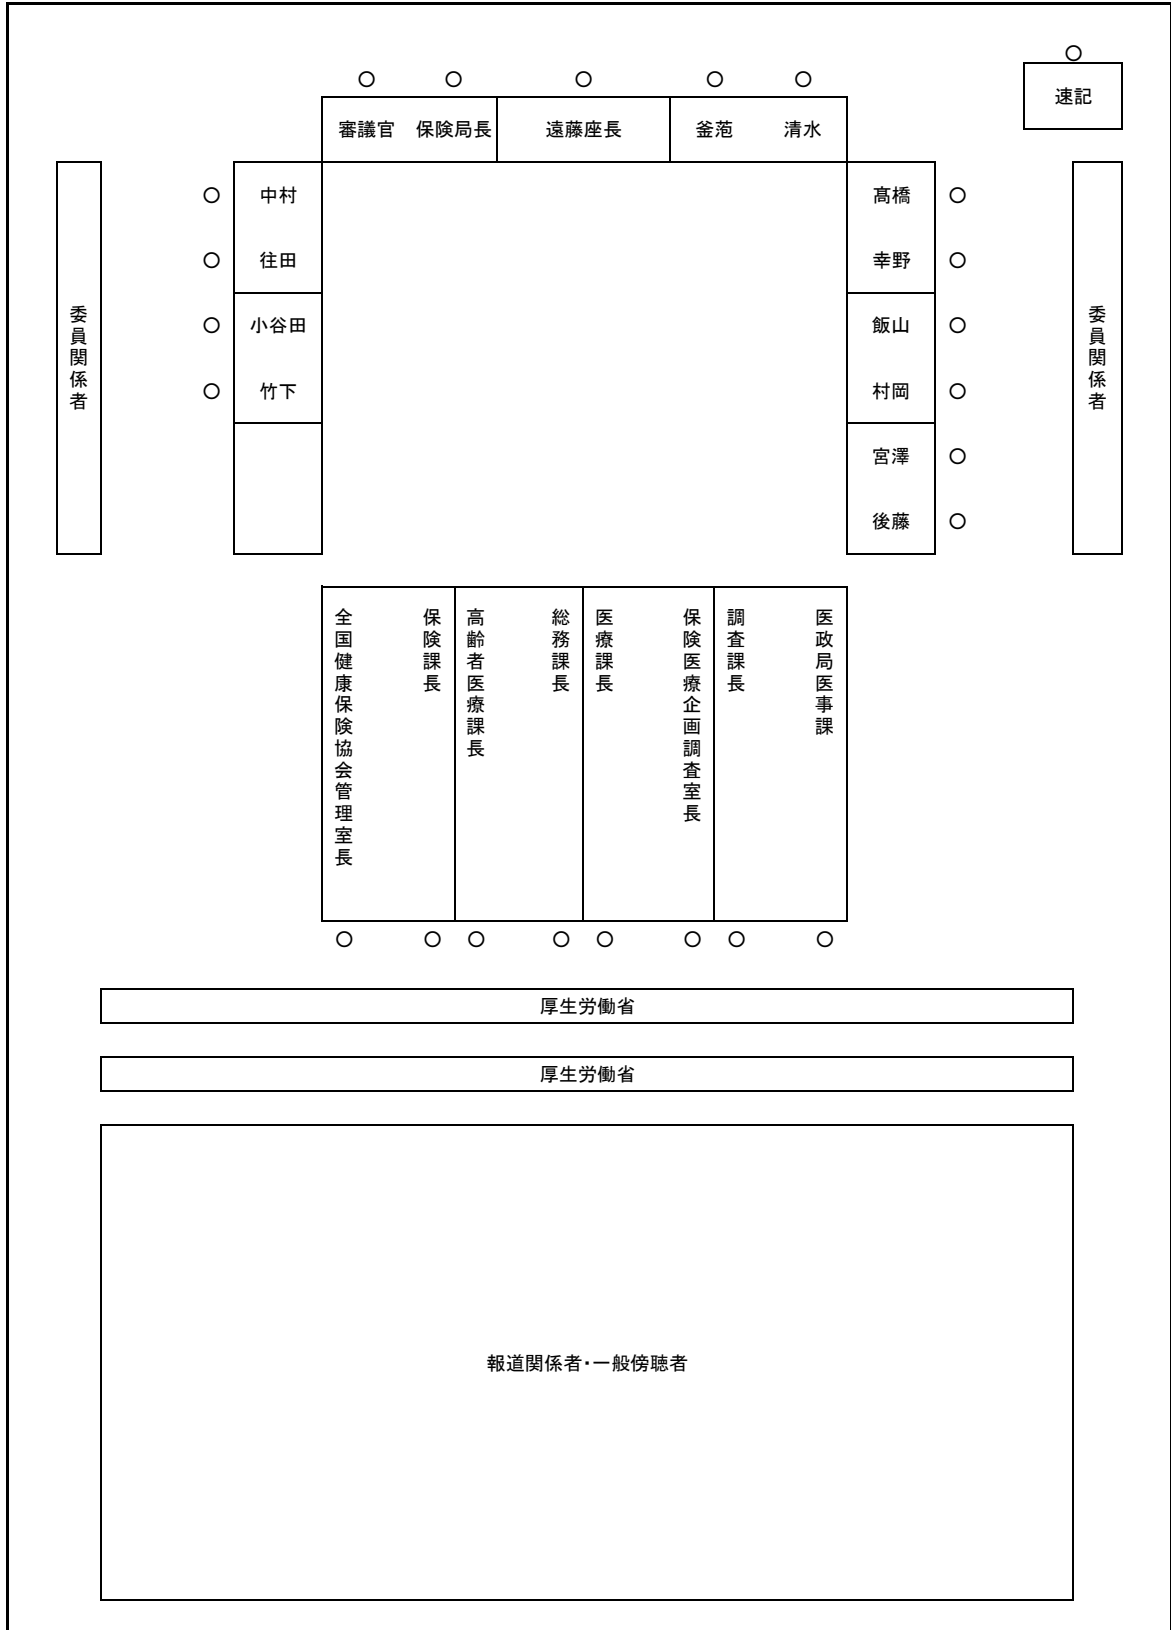 速記
審議官 保険局長 遠藤座長 釜萢 清水
中村
往田
小谷田
竹下
髙橋
幸野
飯山
村岡
宮澤
後藤
委員関係者
委員関係者
全国健康保険協会管理室長
保険課長
高齢者医療課長
総務課長
医療課長
保険医療企画調査室長
調査課長
医政局医事課
厚生労働省
厚生労働省
報道関係者・一般傍聴者